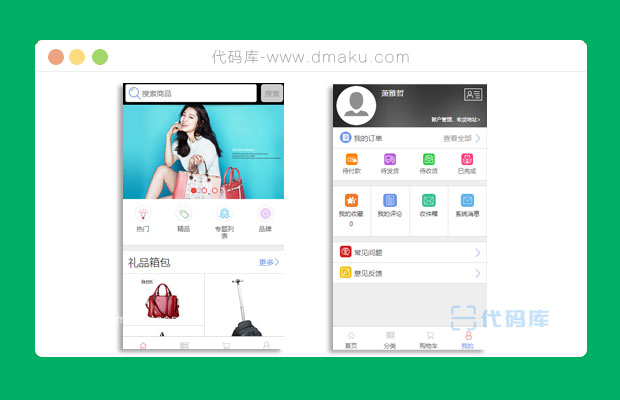 代码库-www.dmaku.com
搜索商品
搜索
热门
精品
专题列表
品牌
礼品箱包
更多
萧雅哲
账户管理、收货地址>
我的订单
查看全部
待付款
待发货
待收货
已完成
我的收藏
0
我的评论
收件箱
系统消息
常见问题
意见反馈
代码库
首页
分类
购物车
我的